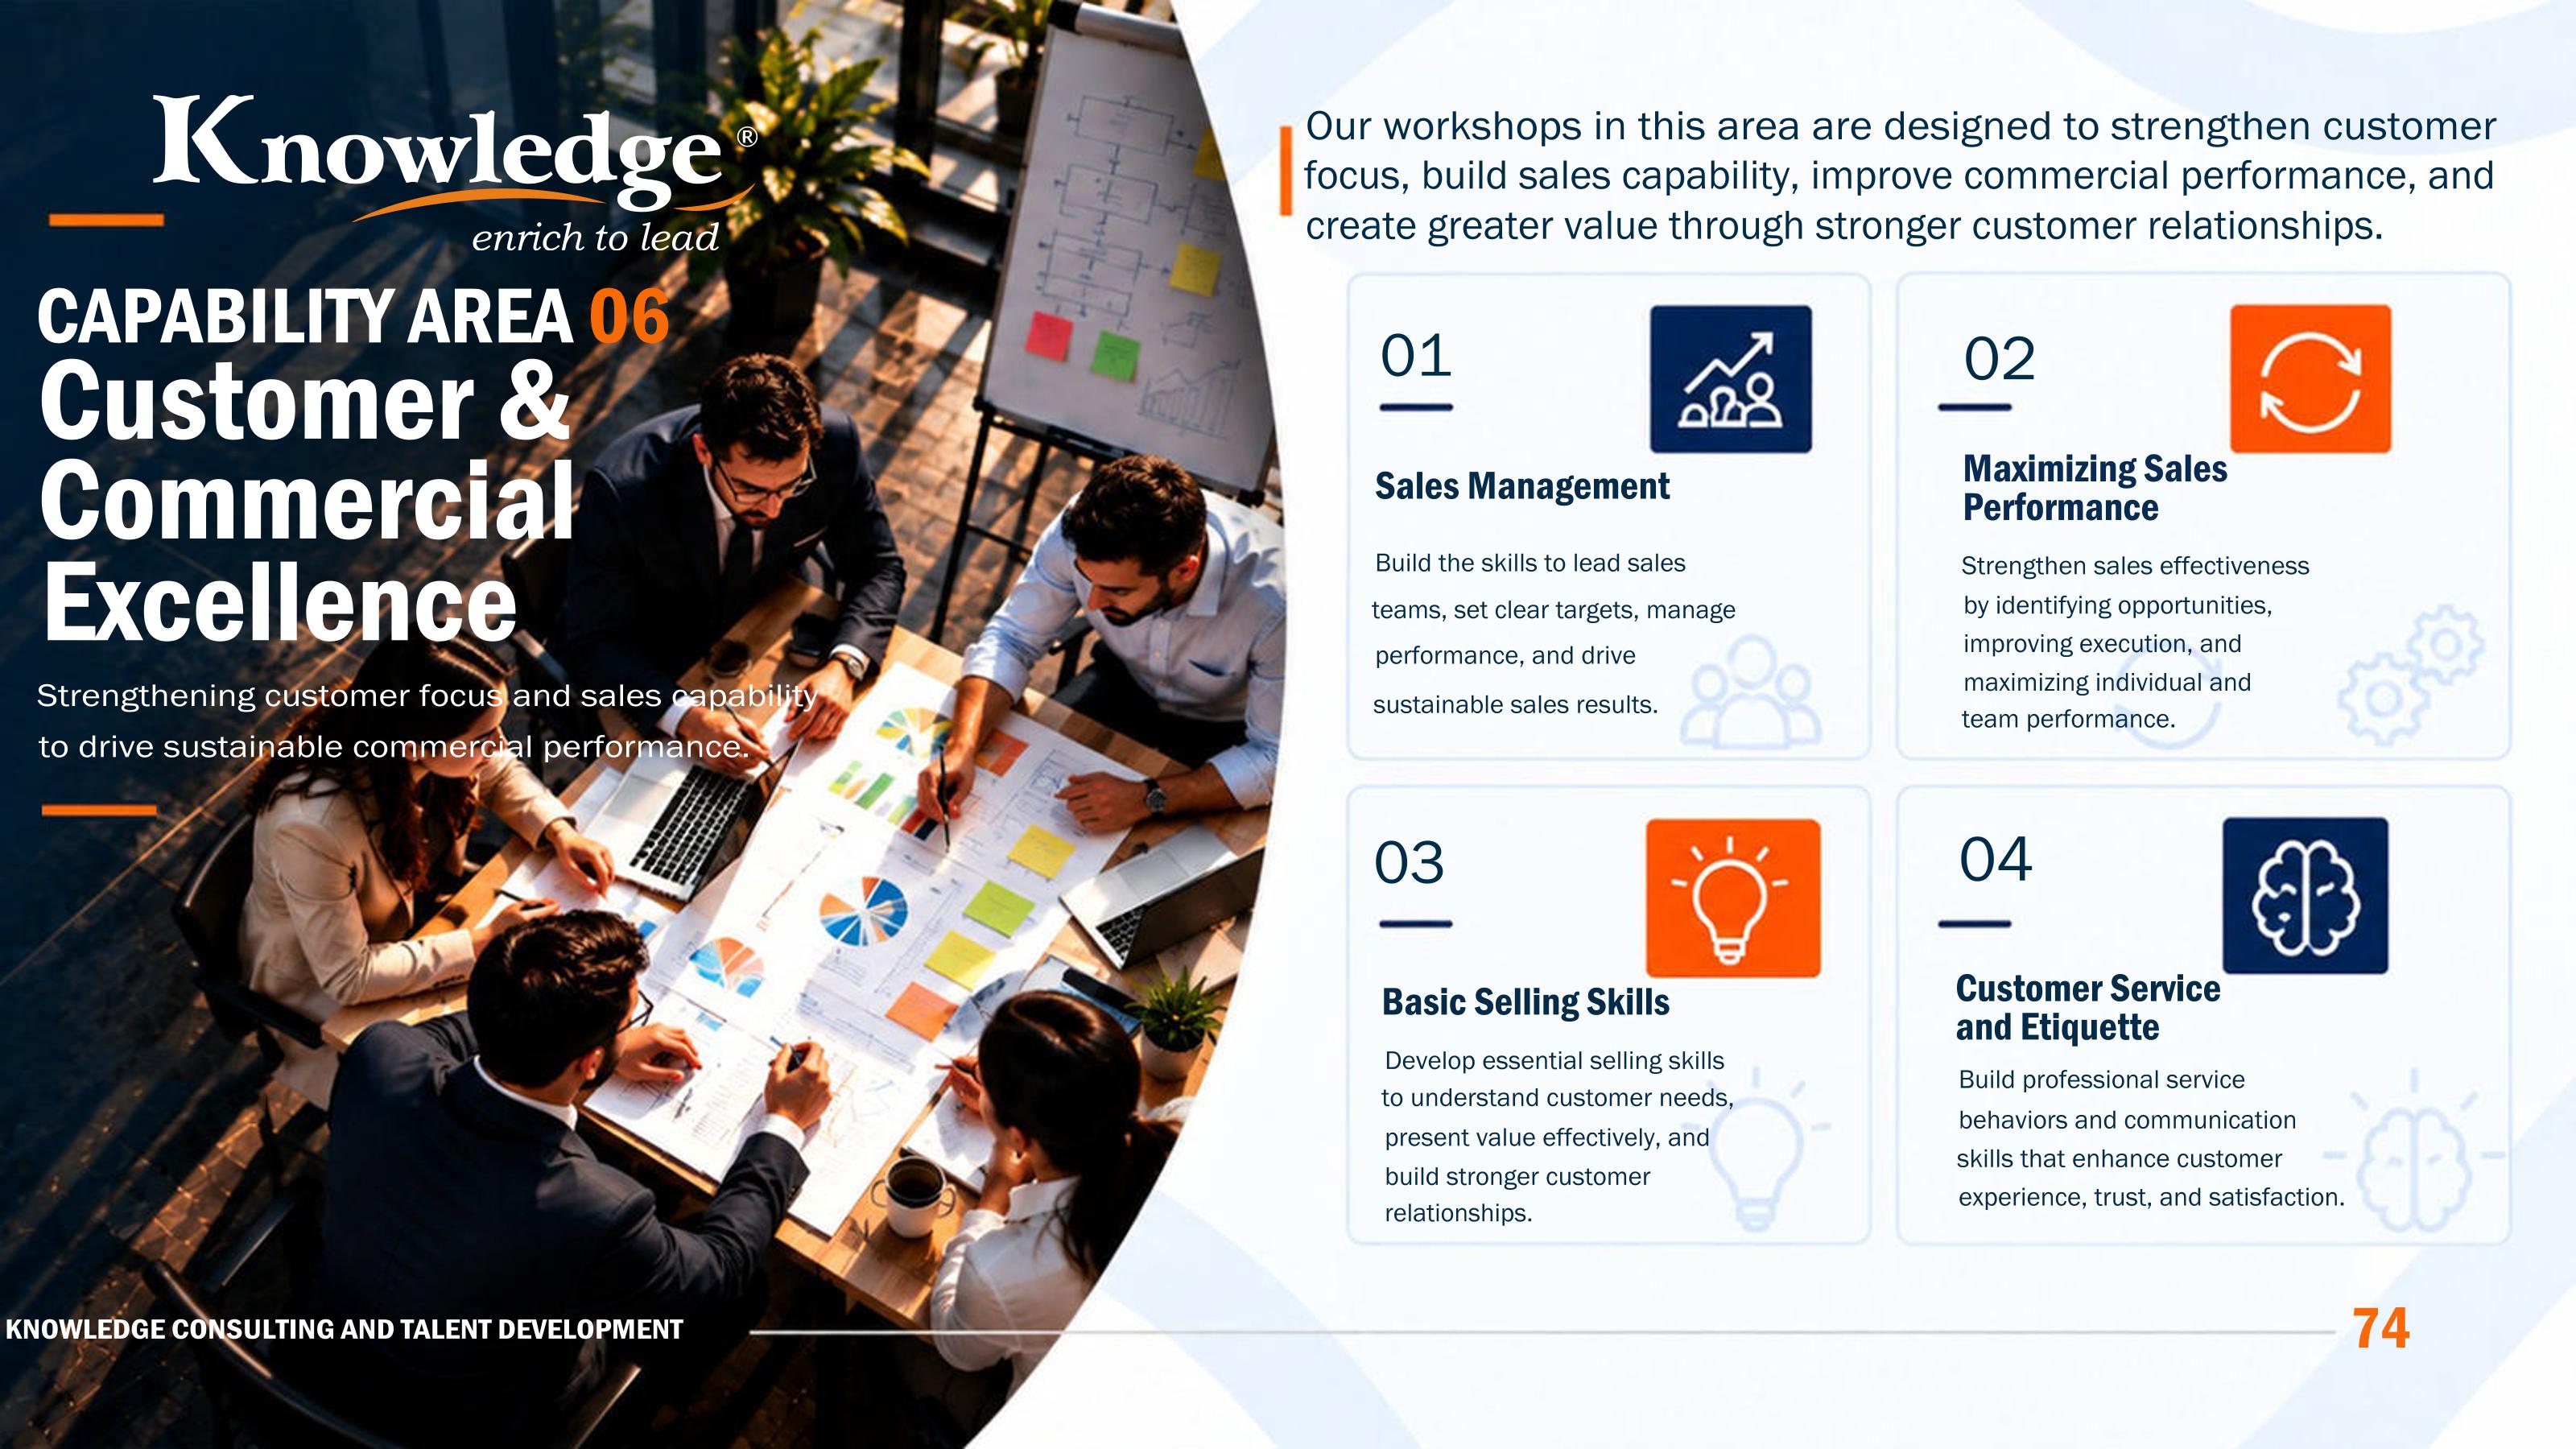 Knowledge®
enrich to lead
CAPABILITY AREA 06
Customer &
Commercial
Excellence
Strengthening customer focus and sales capability
to drive sustainable commercial performance.
Our workshops in this area are designed to strengthen customer
focus, build sales capability, improve commercial performance, and
create greater value through stronger customer relationships.
01
Sales Management
Build the skills to lead sales
teams, set clear targets, manage
performance, and drive
sustainable sales results.
02
Maximizing Sales
Performance
Strengthen sales effectiveness
by identifying opportunities,
improving execution, and
maximizing individual and
team performance.
03
Basic Selling Skills
Develop essential selling skills
to understand customer needs,
present value effectively, and
build stronger customer
relationships.
04
Customer Service
and Etiquette
Build professional service
behaviors and communication
skills that enhance customer
experience, trust, and satisfaction.
KNOWLEDGE CONSULTING AND TALENT DEVELOPMENT
74